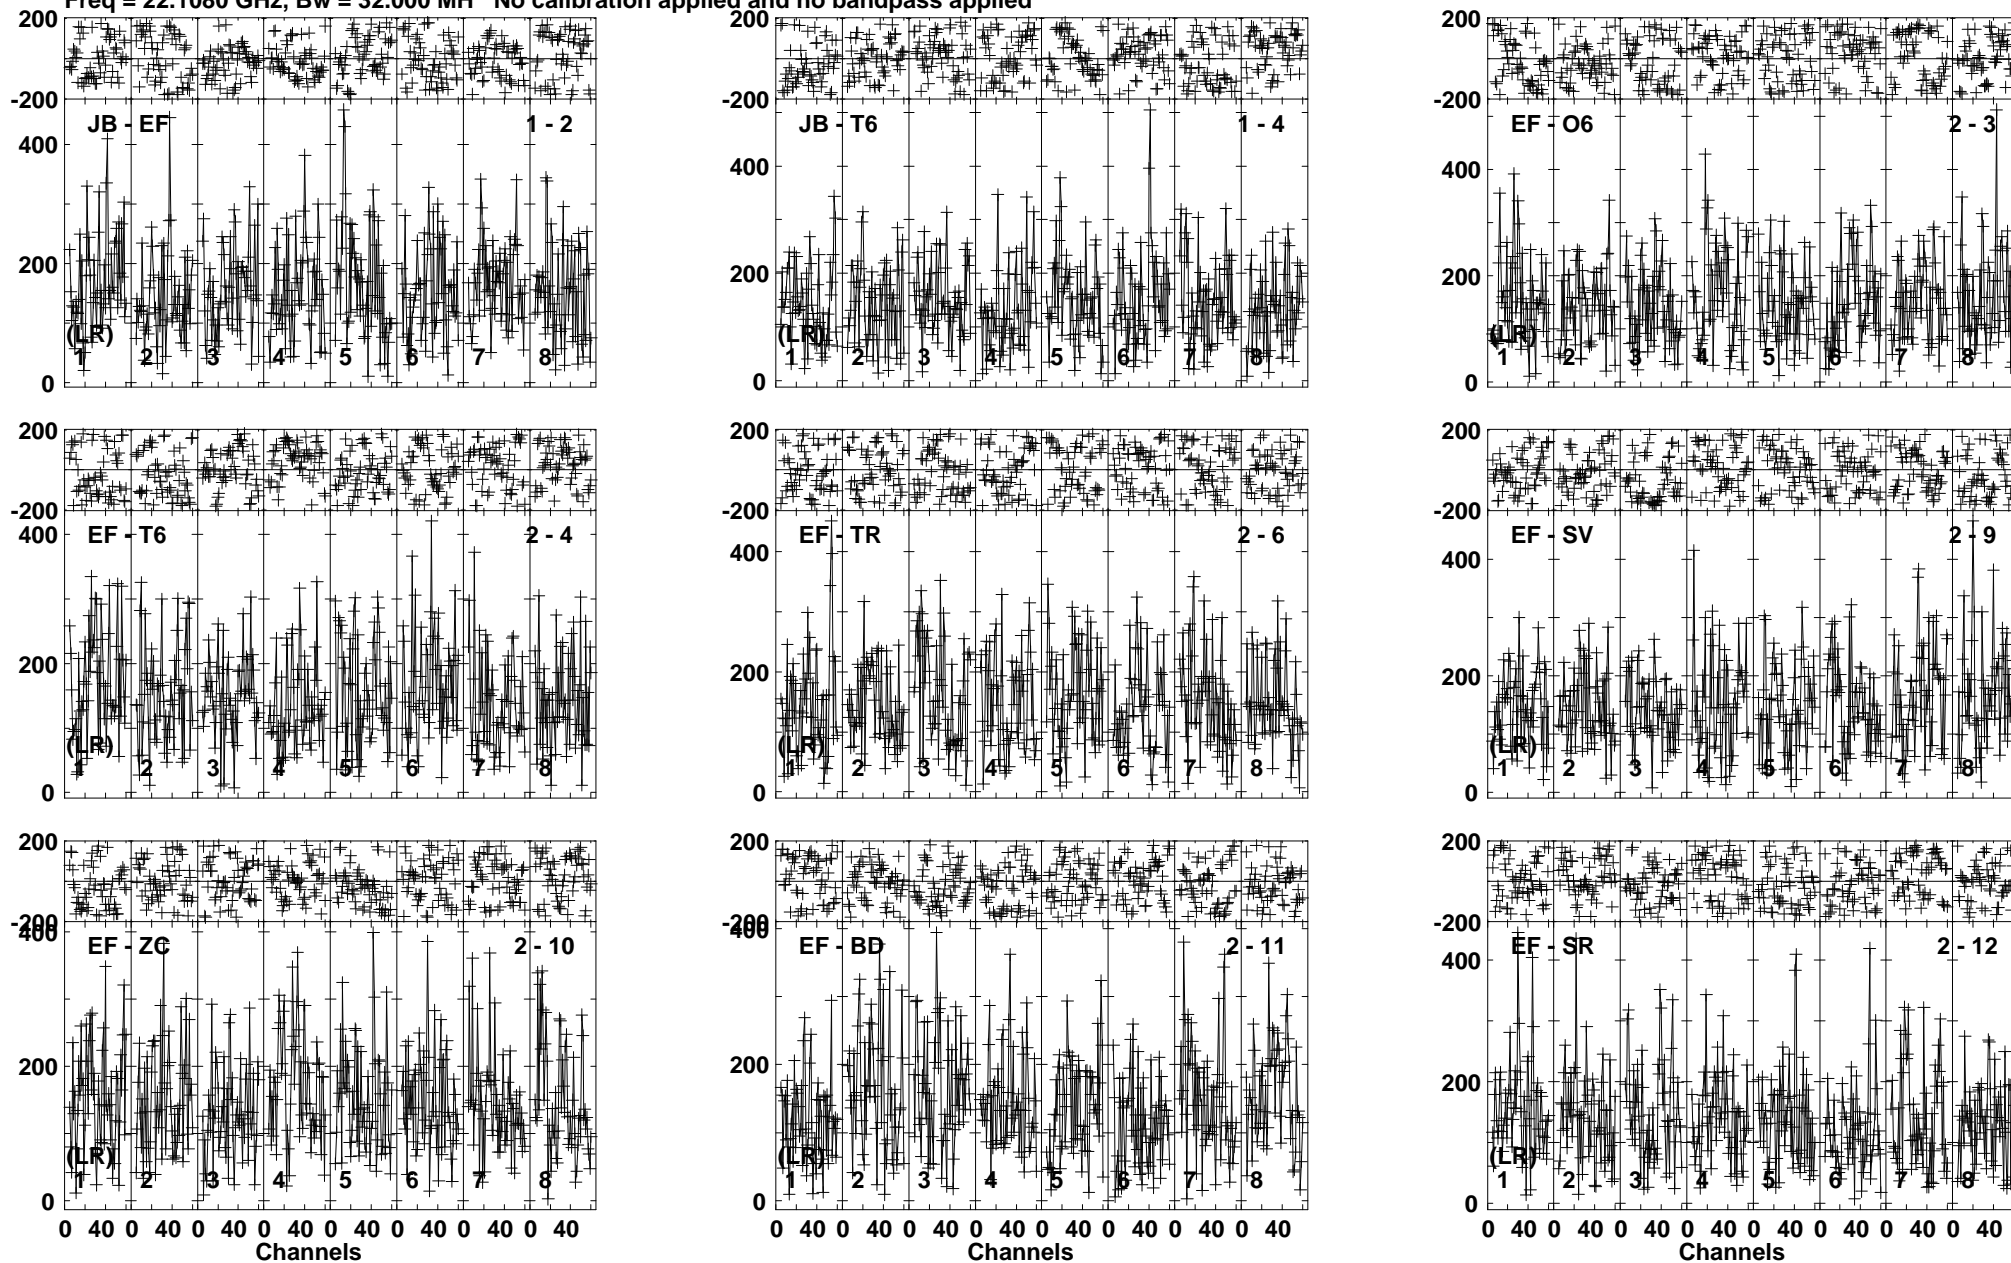 Freq = 22.1080 GHz, Bw = 32.000 MH No calibration applied and no bandpass applied
200 200 200
-200 -200 -200
JB - EF 1 - 2 JB - T6 1 - 4 EF - O6 2 - 3
400 400 400
200 200 200
(LR) (LR) (LR)
1 2 3 4 5 6 7 8 1 2 3 4 5 6 7 8 1 2 3 4 5 6 7 8
0 0 0
200 200 200
-200 -200 -200
EF - T6 2 - 4 EF - TR 2 - 6 EF - SV 2 - 9
400 400 400
200 200 200
(LR) (LR) (LR)
1 2 3 4 5 6 7 8 1 2 3 4 5 6 7 8 1 2 3 4 5 6 7 8
0 0 0
200 200 200
-200 -200 -200
400 400
EF - ZC 2 - 10 EF - BD 2 - 11 EF - SR 2 - 12
400
200 200 200
(LR) (LR) (LR)
1 2 3 4 5 6 7 8 1 2 3 4 5 6 7 8 1 2 3 4 5 6 7 8
0 0 0
0 40 0 40 0 40 0 40 0 40 0 40 0 40 0 40 0 40 0 40 0 40 0 40 0 40 0 40 0 40 0 40 0 40 0 40 0 40 0 40 0 40 0 40 0 40 0 40
Channels Channels Channels